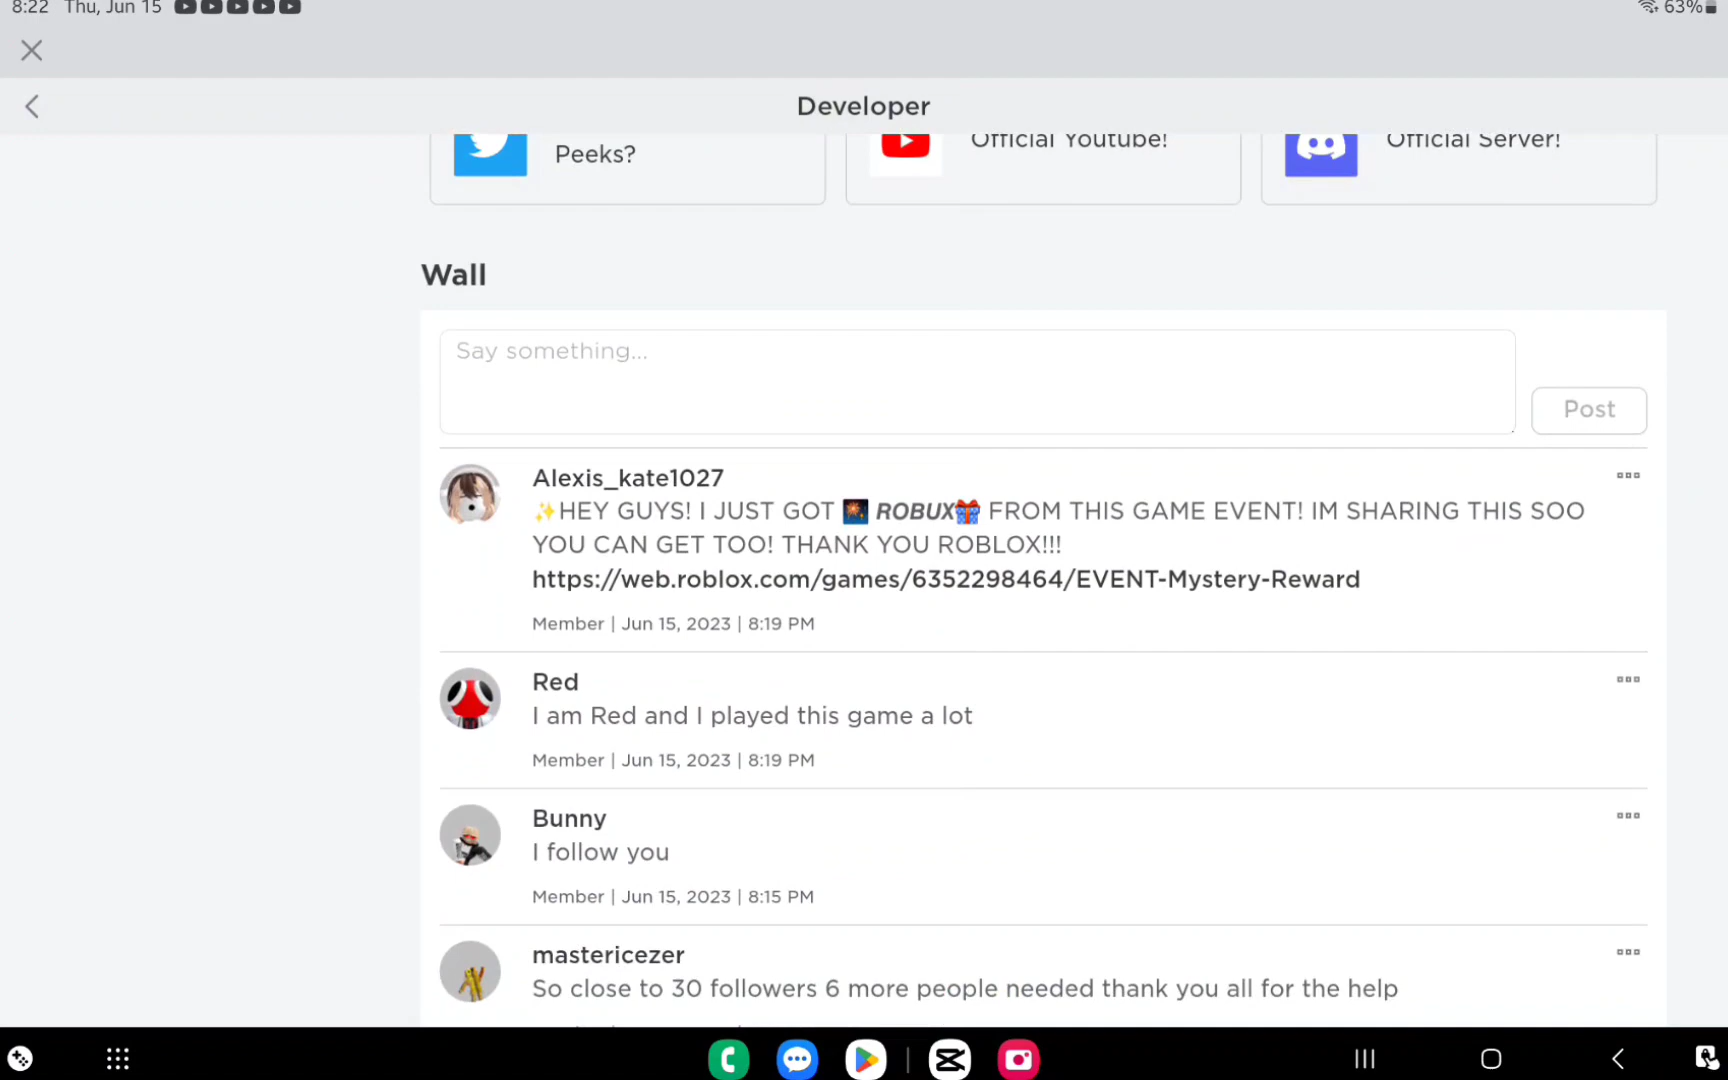 8:22 Thu, Jun 15
63%
Developer
Peeks?
Official Youtube!
Official Server!
Wall
Say something...
Post
Alexis_kate1027
✨HEY GUYS! I JUST GOT 🎆 ROBUX🎁 FROM THIS GAME EVENT! IM SHARING THIS SOO
YOU CAN GET TOO! THANK YOU ROBLOX!!!
https://web.roblox.com/games/6352298464/EVENT-Mystery-Reward
Member | Jun 15, 2023 | 8:19 PM
Red
I am Red and I played this game a lot
Member | Jun 15, 2023 | 8:19 PM
Bunny
I follow you
Member | Jun 15, 2023 | 8:15 PM
mastericezer
So close to 30 followers 6 more people needed thank you all for the help